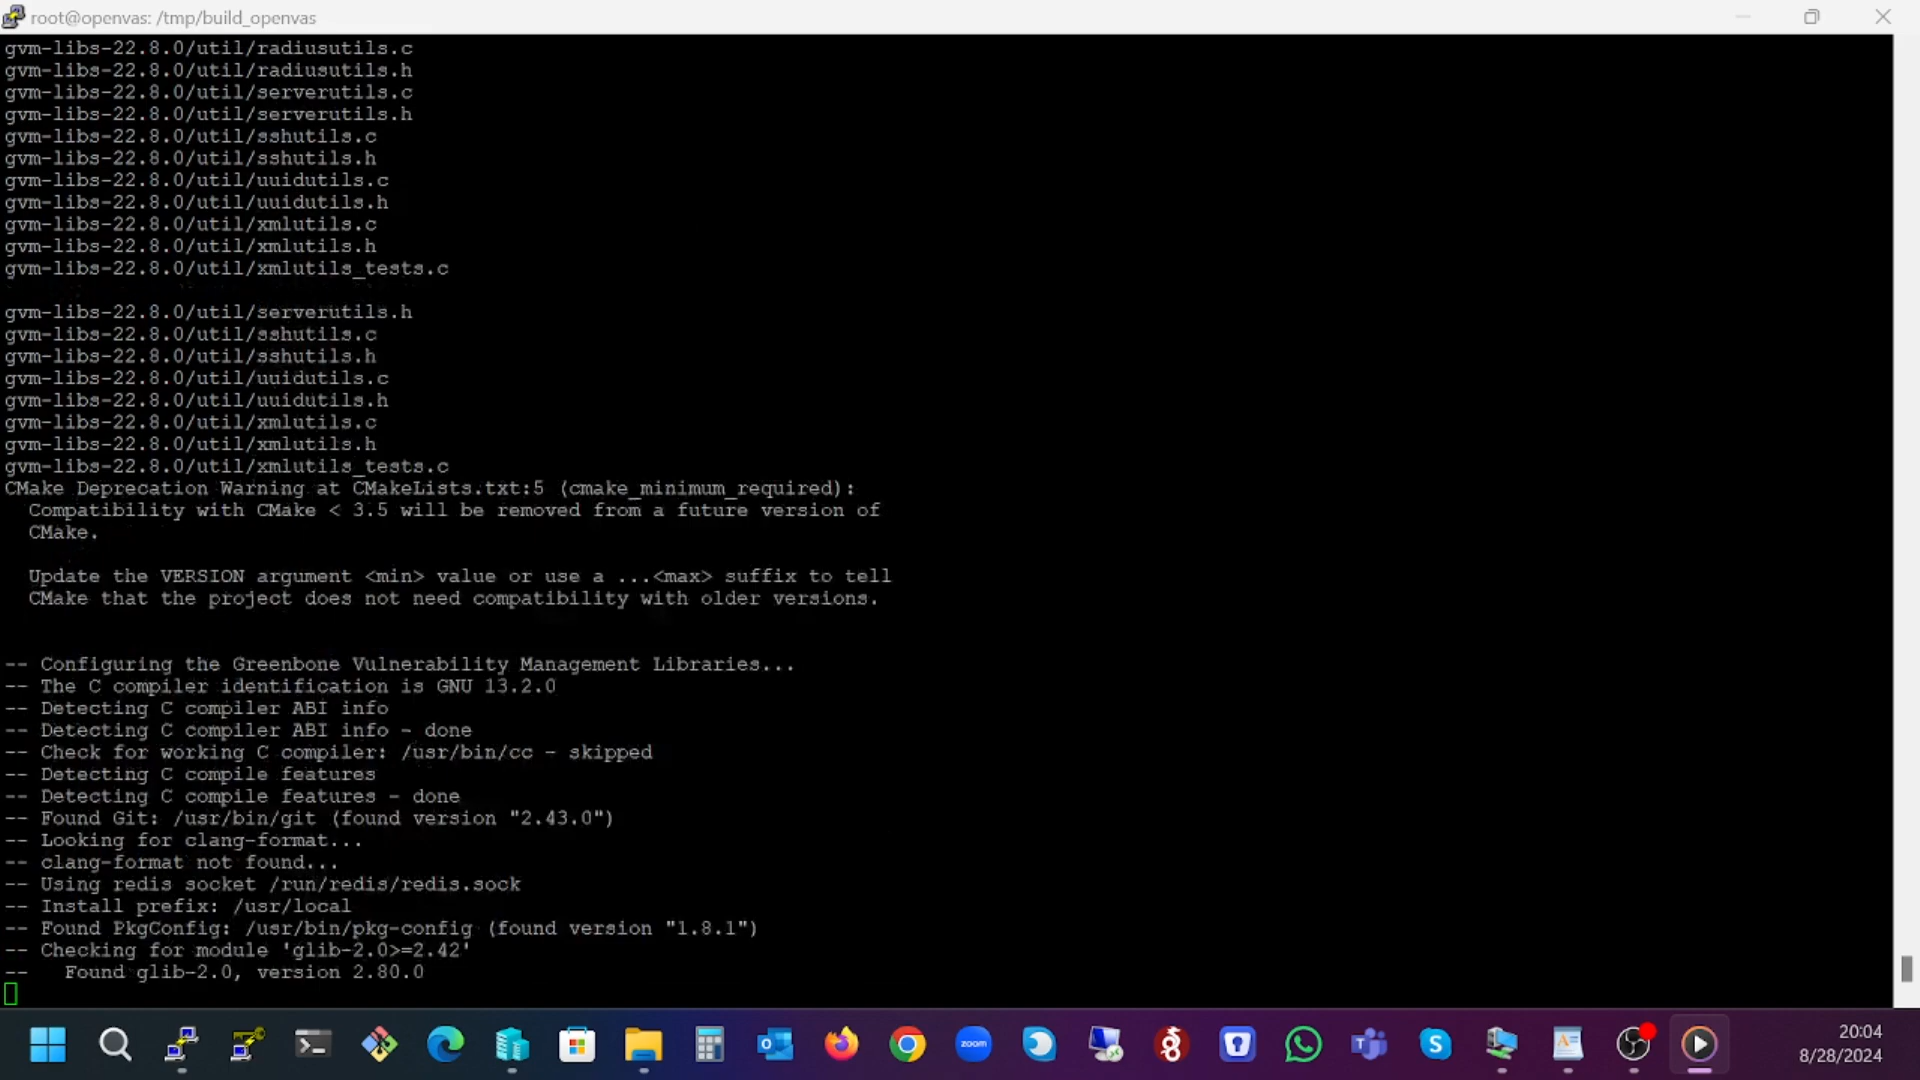 root@openvas: /tmp/build_openvas
gvm-libs-22.8.0/util/radiusutils.c
gvm-libs-22.8.0/util/radiusutils.h
gvm-libs-22.8.0/util/serverutils.c
gvm-libs-22.8.0/util/serverutils.h
gvm-libs-22.8.0/util/sshutils.c
gvm-libs-22.8.0/util/sshutils.h
gvm-libs-22.8.0/util/uuidutils.c
gvm-libs-22.8.0/util/uuidutils.h
gvm-libs-22.8.0/util/xmlutils.c
gvm-libs-22.8.0/util/xmlutils.h
gvm-libs-22.8.0/util/xmlutils_tests.c
gvm-libs-22.8.0/util/serverutils.h
gvm-libs-22.8.0/util/sshutils.c
gvm-libs-22.8.0/util/sshutils.h
gvm-libs-22.8.0/util/uuidutils.c
gvm-libs-22.8.0/util/uuidutils.h
gvm-libs-22.8.0/util/xmlutils.c
gvm-libs-22.8.0/util/xmlutils.h
gvm-libs-22.8.0/util/xmlutils_tests.c
CMake Deprecation Warning at CMakeLists.txt:5 (cmake_minimum_required):
Compatibility with CMake < 3.5 will be removed from a future version of
CMake.
Update the VERSION argument <min> value or use a ...<max> suffix to tell
CMake that the project does not need compatibility with older versions.
-- Configuring the Greenbone Vulnerability Management Libraries...
-- The C compiler identification is GNU 13.2.0
-- Detecting C compiler ABI info
-- Detecting C compiler ABI info - done
-- Check for working C compiler: /usr/bin/cc - skipped
-- Detecting C compile features
-- Detecting C compile features - done
-- Found Git: /usr/bin/git (found version "2.43.0")
-- Looking for clang-format...
-- clang-format not found...
-- Using redis socket /run/redis/redis.sock
-- Install prefix: /usr/local
-- Found PkgConfig: /usr/bin/pkg-config (found version "1.8.1")
-- Checking for module 'glib-2.0>=2.42'
--   Found glib-2.0, version 2.80.0
zoom
20:04
8/28/2024